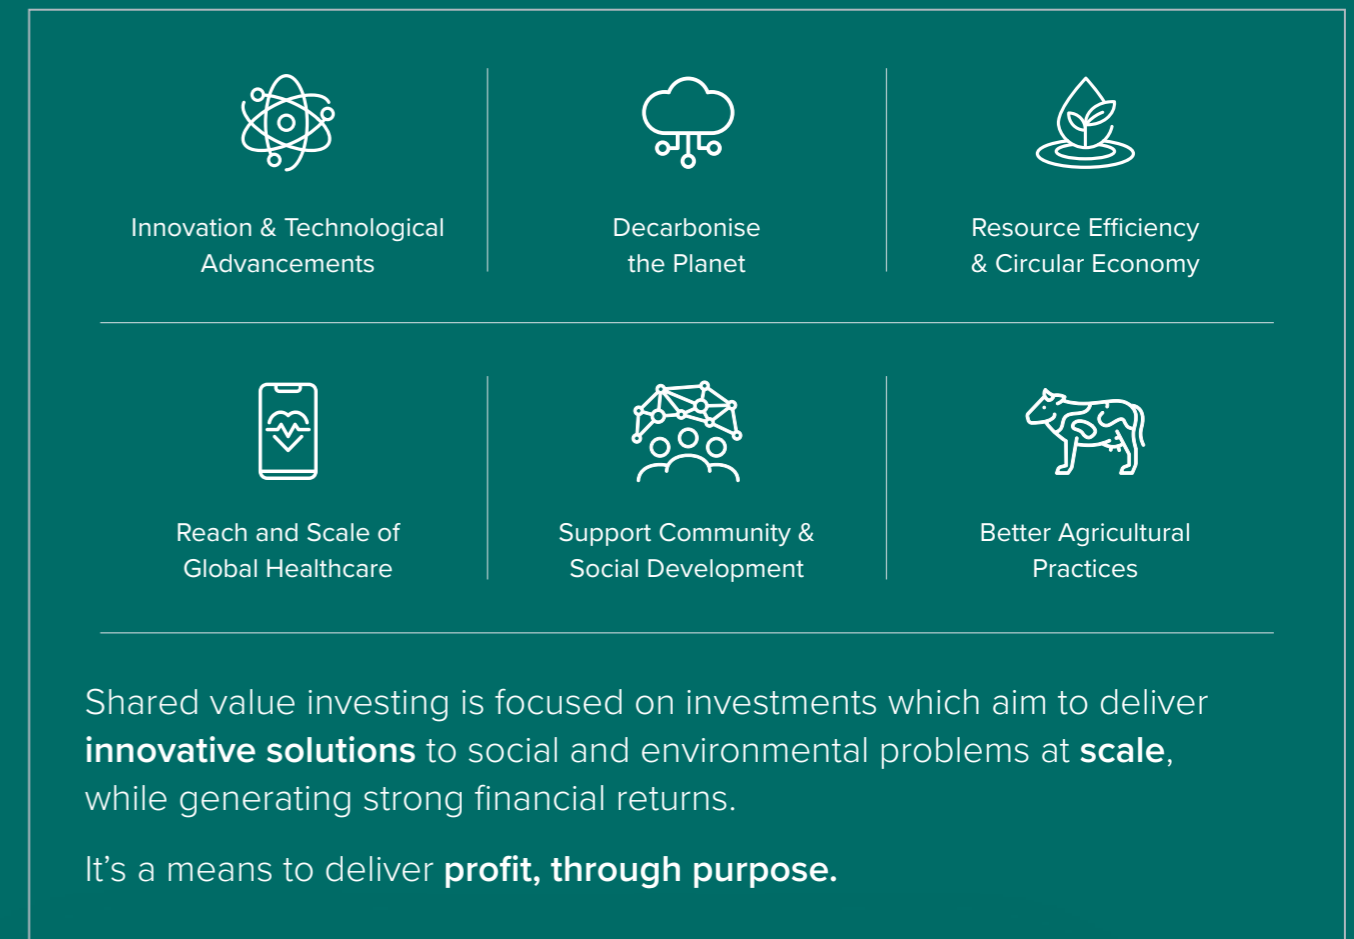 Innovation & Technological
Advancements
Decarbonise
the Planet
Resource Efficiency
& Circular Economy
Reach and Scale of
Global Healthcare
Support Community &
Social Development
Better Agricultural
Practices
Shared value investing is focused on investments which aim to deliver
innovative solutions to social and environmental problems at scale,
while generating strong financial returns.
It’s a means to deliver profit, through purpose.